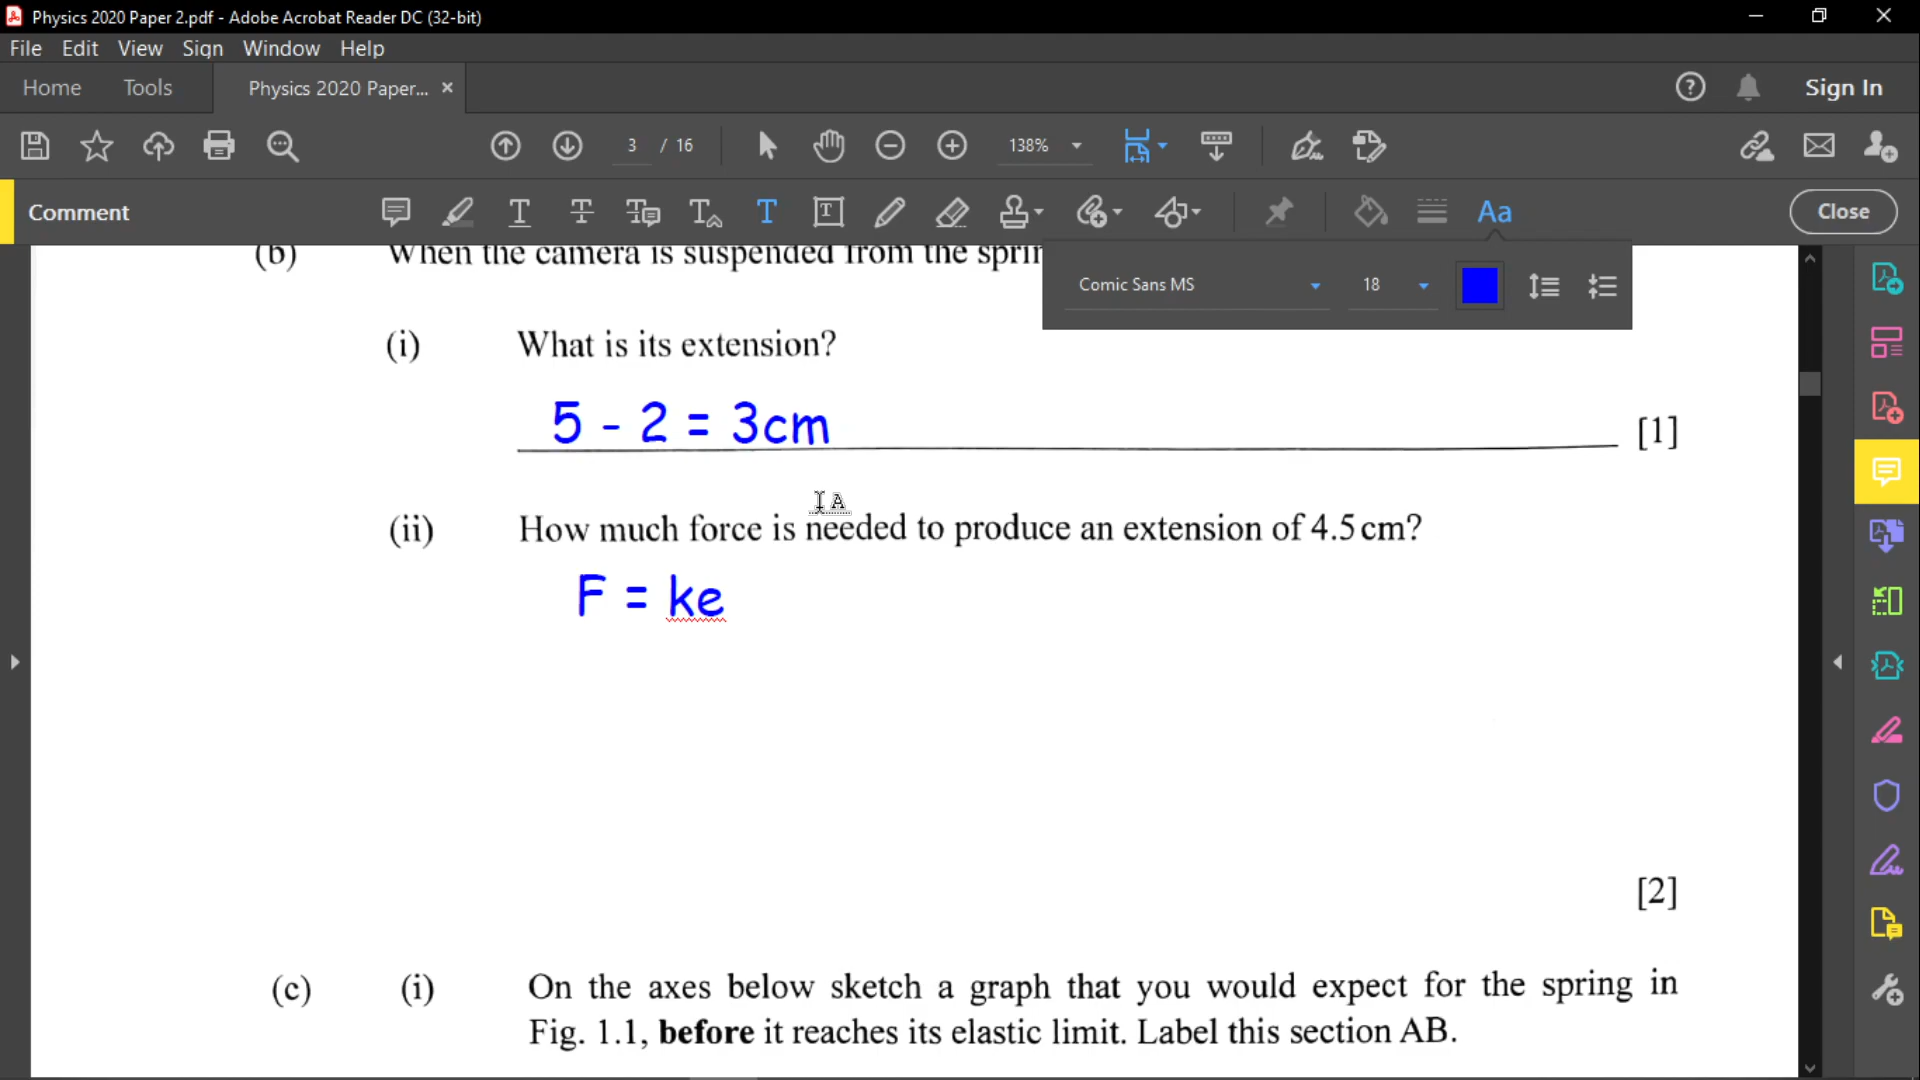 Physics 2020 Paper 2.pdf - Adobe Acrobat Reader DC (32-bit)
File Edit View Sign Window Help
Home Tools Physics 2020 Paper... × Sign In
3 / 16 138%
Comment Close
Comic Sans MS 18
(b) When the camera is suspended from the sprin
(i) What is its extension?
5 - 2 = 3cm [1]
(ii) How much force is needed to produce an extension of 4.5 cm?
F = ke
[2]
(c) (i) On the axes below sketch a graph that you would expect for the spring in
Fig. 1.1, before it reaches its elastic limit. Label this section AB.